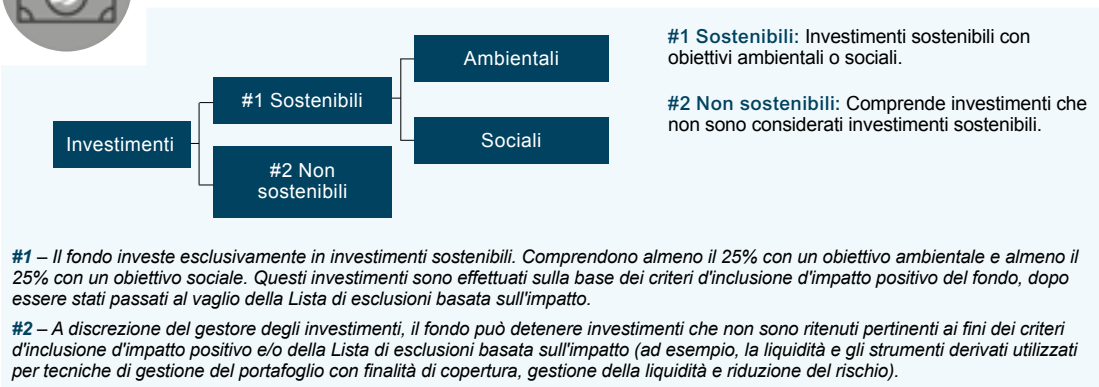 #1 Sostenibili: Investimenti sostenibili con
obiettivi ambientali o sociali.
#2 Non sostenibili: Comprende investimenti che
non sono considerati investimenti sostenibili.
Investimenti
#1 Sostenibili
#2 Non
sostenibili
Ambientali
Sociali
#1 – Il fondo investe esclusivamente in investimenti sostenibili. Comprendono almeno il 25% con un obiettivo ambientale e almeno il
25% con un obiettivo sociale. Questi investimenti sono effettuati sulla base dei criteri d'inclusione d'impatto positivo del fondo, dopo
essere stati passati al vaglio della Lista di esclusioni basata sull'impatto.
#2 – A discrezione del gestore degli investimenti, il fondo può detenere investimenti che non sono ritenuti pertinenti ai fini dei criteri
d'inclusione d'impatto positivo e/o della Lista di esclusioni basata sull'impatto (ad esempio, la liquidità e gli strumenti derivati utilizzati
per tecniche di gestione del portafoglio con finalità di copertura, gestione della liquidità e riduzione del rischio).